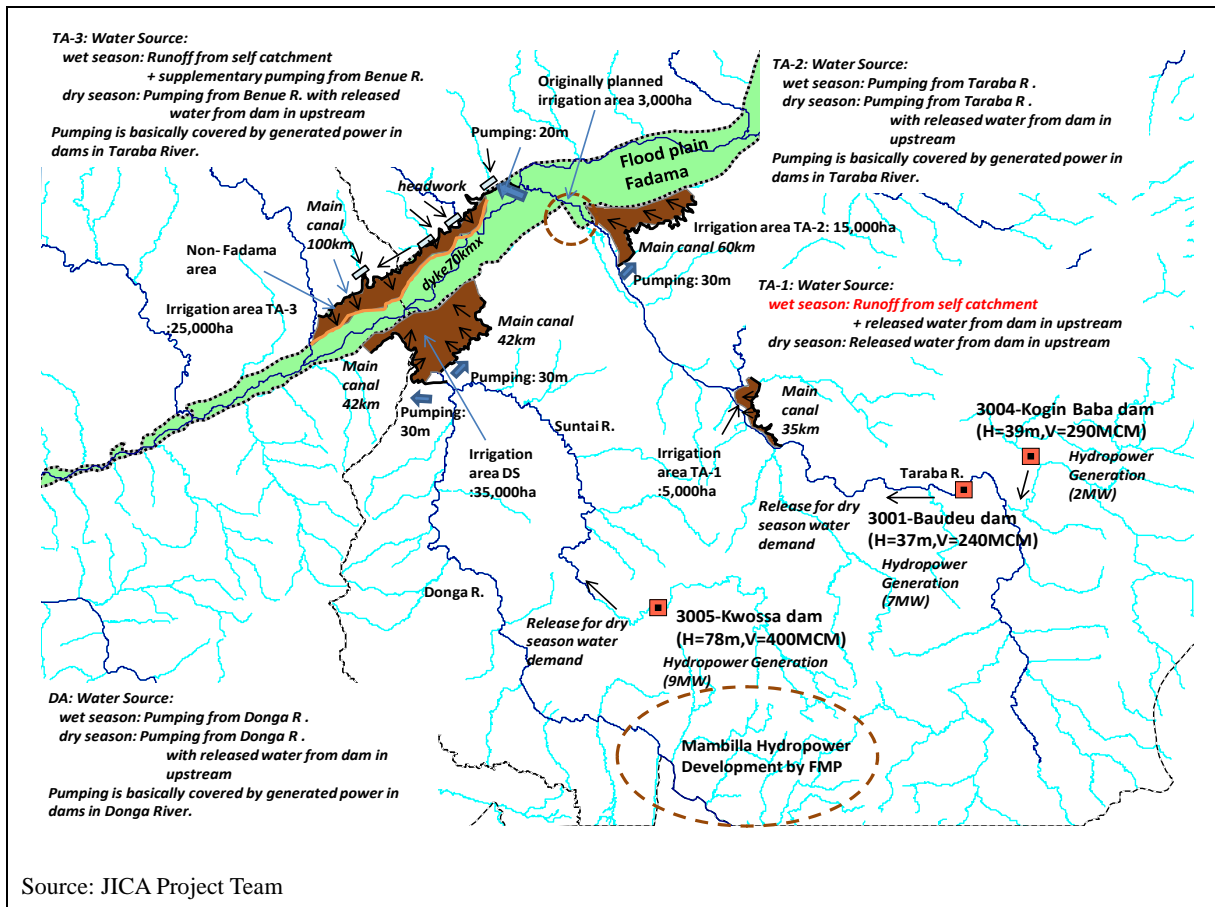 TA-3: Water Source:
wet season: Runoff from self catchment
+ supplementary pumping from Benue R.
dry season: Pumping from Benue R. with released
water from dam in upstream
Pumping is basically covered by generated power in
dams in Taraba River.
Originally planned
irrigation area 3,000ha
TA-2: Water Source:
wet season: Pumping from Taraba R .
dry season: Pumping from Taraba R .
with released water from dam in
upstream
Pumping is basically covered by generated power in
dams in Taraba River.
Pumping: 20m
Flood plain
Fadama
headwork
Main
canal
100km
Non- Fadama
area
dyke70kmx
Irrigation area TA-2: 15,000ha
Main canal 60km
Pumping: 30m
Irrigation area TA-3
:25,000ha
TA-1: Water Source:
wet season: Runoff from self catchment
+ released water from dam in upstream
dry season: Released water from dam in upstream
Main canal
42km
Main
canal
42km
Pumping: 30m
Pumping:
30m
Suntai R.
Main
canal
35km
Irrigation
area DS
:35,000ha
Irrigation
area TA-1
:5,000ha
3004-Kogin Baba dam
(H=39m,V=290MCM)
Hydropower
Generation
(2MW)
Taraba R.
Release for dry
season water
demand
3001-Baudeu dam
(H=37m,V=240MCM)
Hydropower
Generation
(7MW)
Donga R.
Release for dry
season water
demand
3005-Kwossa dam
(H=78m,V=400MCM)
Hydropower Generation
(9MW)
DA: Water Source:
wet season: Pumping from Donga R .
dry season: Pumping from Donga R .
with released water from dam in
upstream
Pumping is basically covered by generated power in
dams in Donga River.
Mambilla Hydropower
Development by FMP
Source: JICA Project Team